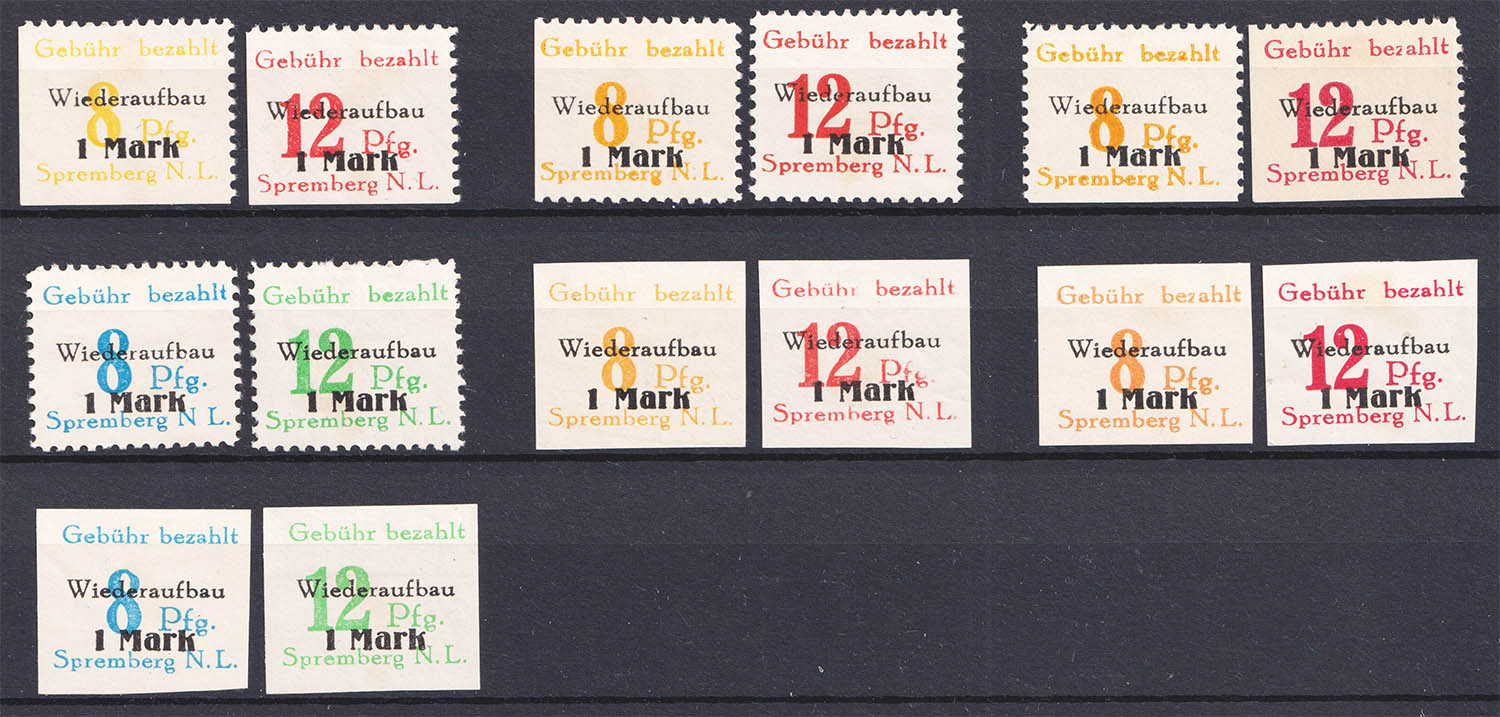 Gebühr bezahlt
8
Wiederaufbau
Pfg.
1 Mark
Spremberg N.L.
Gebühr bezahlt
12
Wiederaufbau
Pfg.
1 Mark
Spremberg N.L.
Gebühr bezahlt
8
Wiederaufbau
Pfg.
1 Mark
Spremberg N.L.
Gebühr bezahlt
12
Wiederaufbau
Pfg.
1 Mark
Spremberg N.L.
Gebühr bezahlt
8
Wiederaufbau
Pfg.
1 Mark
Spremberg N.L.
Gebühr bezahlt
12
Wiederaufbau
Pfg.
1 Mark
Spremberg N.L.
Gebühr bezahlt
8
Wiederaufbau
Pfg.
1 Mark
Spremberg N L.
Gebühr bezahlt
12
Wiederaufbau
Pfg.
1 Mark
Spremberg N.L.
Gebühr bezahlt
8
Wiederaufbau
Pfg.
1 Mark
Spremberg N.L.
Gebühr bezahlt
12
Wiederaufbau
Pfg.
1 Mark
Spremberg N.L.
Gebühr bezahlt
8
Wiederaufbau
Pfg.
1 Mark
Spremberg N.L.
Gebühr bezahlt
12
Wiederaufbau
Pfg.
1 Mark
Spremberg N.L.
Gebühr bezahlt
8
Wiederaufbau
Pfg.
1 Mark
Spremberg N.L.
Gebühr bezahlt
12
Wiederaufbau
Pfg.
1 Mark
Spremberg N.L.